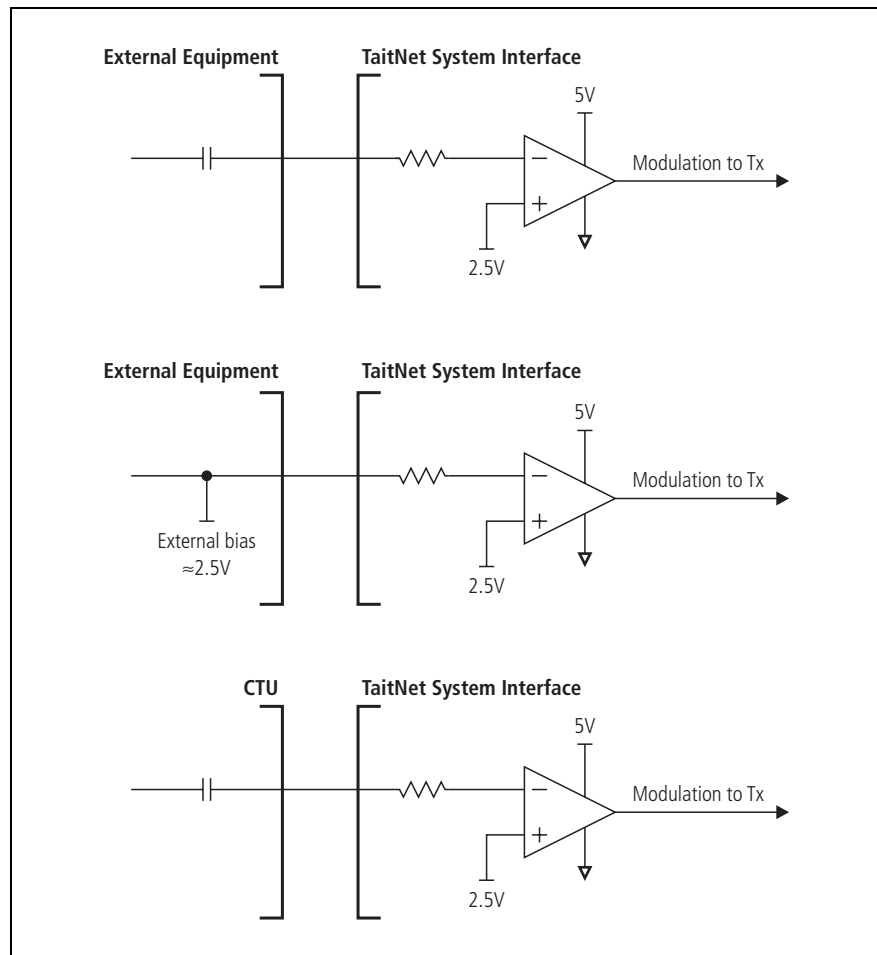 External Equipment TaitNet System Interface
5V
−
Modulation to Tx
+
2.5V
External Equipment TaitNet System Interface
5V
−
Modulation to Tx
+
External bias
≈2.5V
2.5V
CTU TaitNet System Interface
5V
−
Modulation to Tx
+
2.5V